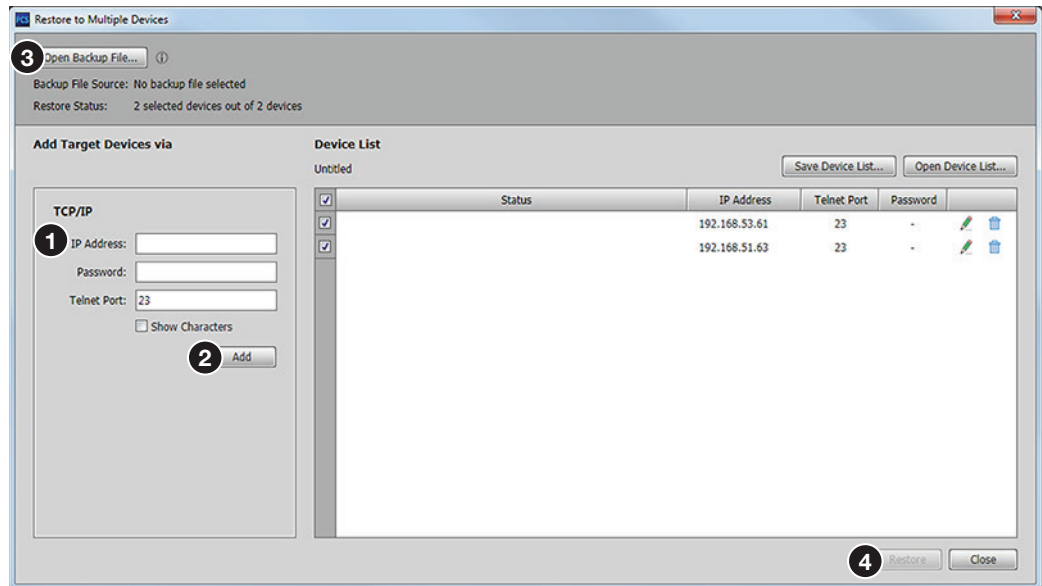 PCS Restore to Multiple Devices
3 Open Backup File...
Backup File Source: No backup file selected
Restore Status: 2 selected devices out of 2 devices
Add Target Devices via
Device List
Untitled
Save Device List... Open Device List...
TCP/IP
1 IP Address:
Password:
Telnet Port: 23
Show Characters
2 Add
Status IP Address Telnet Port Password
192.168.53.61 23 -
192.168.51.63 23 -
4 Restore Close